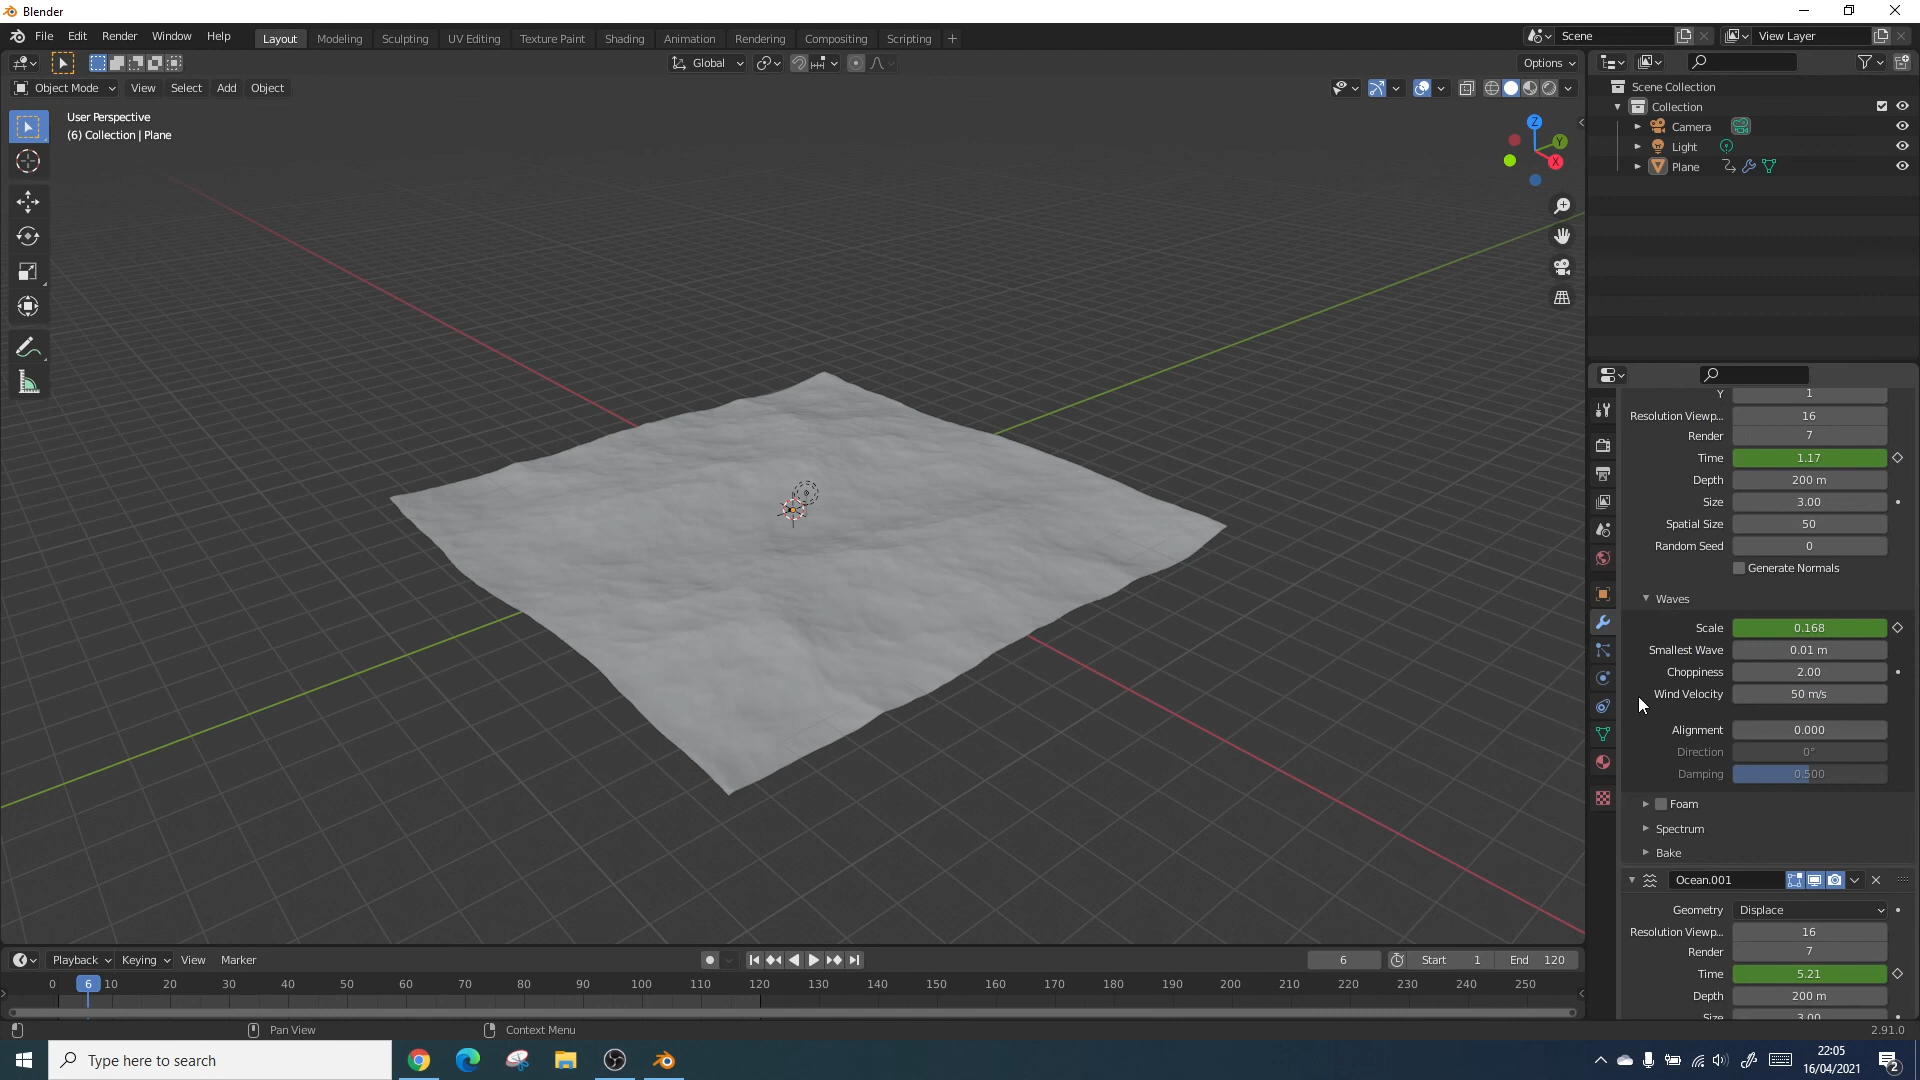 Blender
File Edit Render Window Help
Layout Modeling Sculpting UV Editing Texture Paint Shading Animation Rendering Compositing Scripting +
Scene View Layer
Global Options
Object Mode View Select Add Object
User Perspective
(6) Collection | Plane
Z
Y
X
Scene Collection
Collection
Camera
Light
Plane
Y 1
Resolution Viewp... 16
Render 7
Time 1.17
Depth 200 m
Size 3.00
Spatial Size 50
Random Seed 0
Generate Normals
Waves
Scale 0.168
Smallest Wave 0.01 m
Choppiness 2.00
Wind Velocity 50 m/s
Alignment 0.000
Direction 0°
Damping 0.500
Foam
Spectrum
Bake
Ocean.001
Geometry Displace
Resolution Viewp... 16
Render 7
Time 5.21
Depth 200 m
Size 3.00
Playback Keying View Marker 6 Start 1 End 120
0 6 10 20 30 40 50 60 70 80 90 100 110 120 130 140 150 160 170 180 190 200 210 220 230 240 250
Pan View Context Menu 2.91.0
Type here to search
22:05
16/04/2021
2